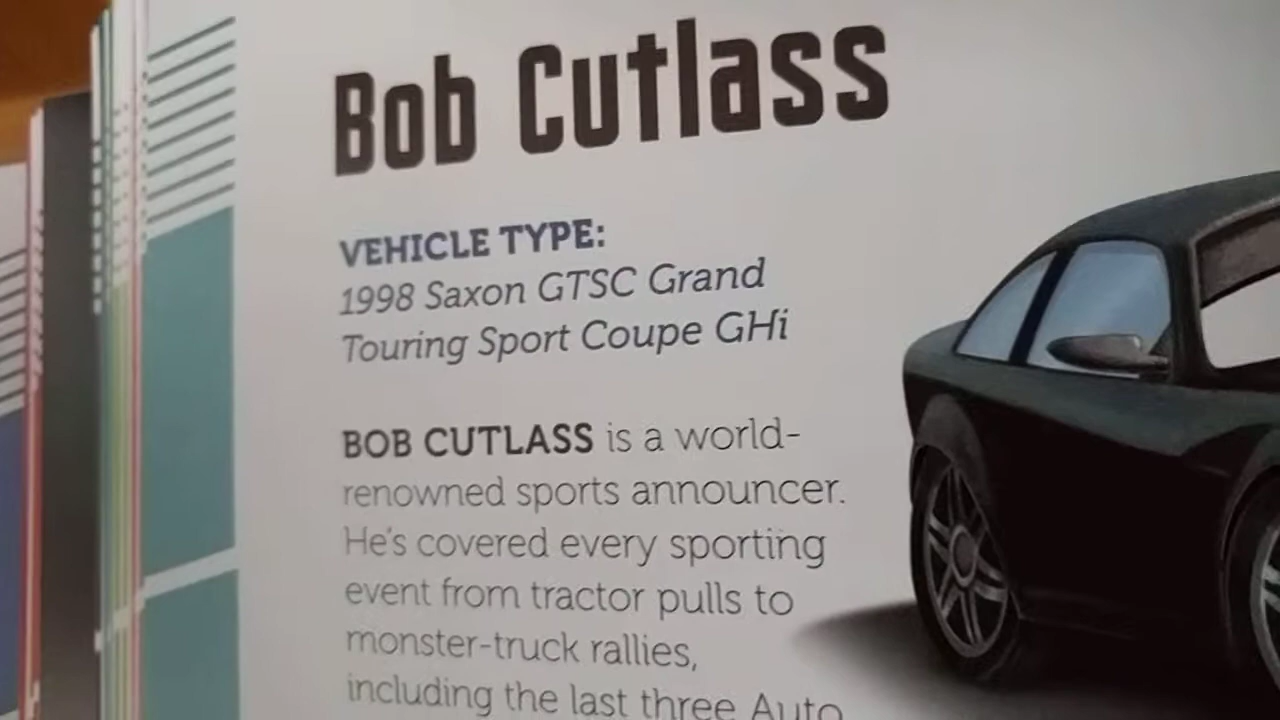 Bob Cutlass
VEHICLE TYPE:
1998 Saxon GTSC Grand
Touring Sport Coupe GHi
BOB CUTLASS is a world-
renowned sports announcer.
He's covered every sporting
event from tractor pulls to
monster-truck rallies,
including the last three Auto